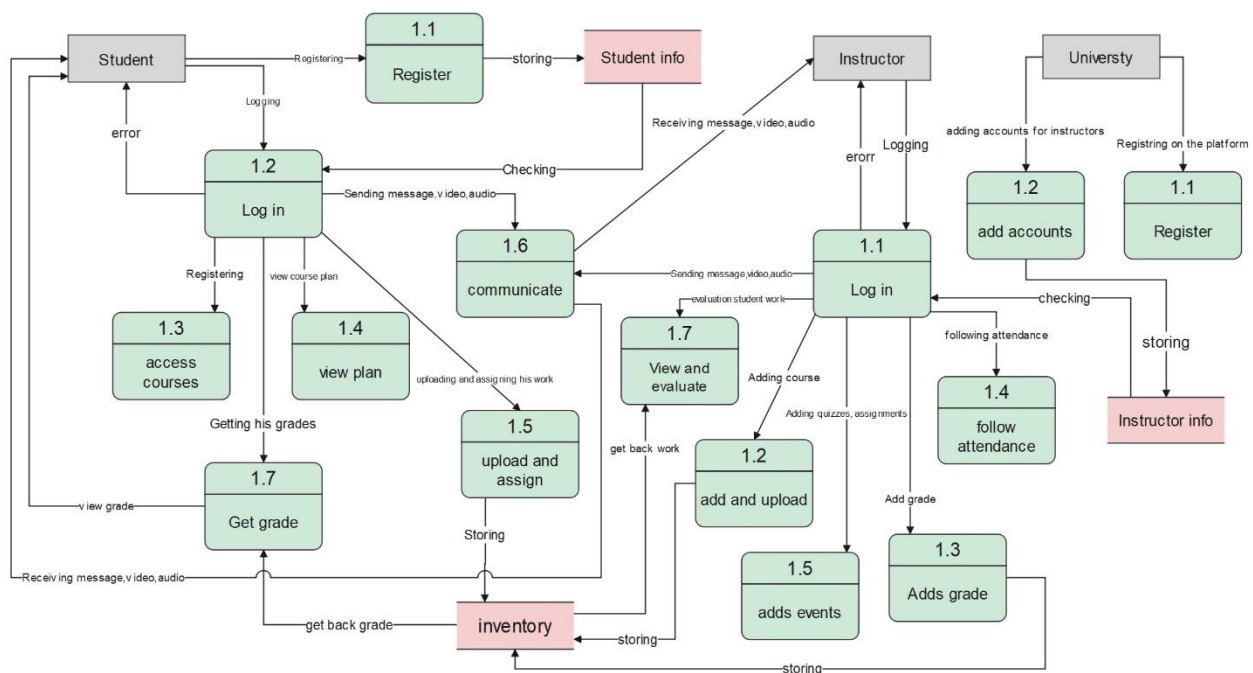 Student
Registering
1.1
Register
storing
Student info
Instructor
Universty
Logging
error
Receiving message,video,audio
erorr
Logging
adding accounts for instructors
Registring on the platform
Checking
1.2
Log in
Sending message,video,audio
1.6
communicate
Sending message,video,audio
1.1
Log in
1.2
add accounts
1.1
Register
Registering
view course plan
evaluation student work
checking
storing
1.3
access
courses
1.4
view plan
uploading and assigning his work
1.7
View and
evaluate
Adding course
following attendance
1.4
follow
attendance
Instructor info
Getting his grades
1.5
upload and
assign
get back work
Adding quizzes, assignments
1.2
add and upload
1.7
Get grade
view grade
Add grade
Storing
1.3
Adds grade
1.5
adds events
Receiving message,video,audio
get back grade
inventory
storing
storing